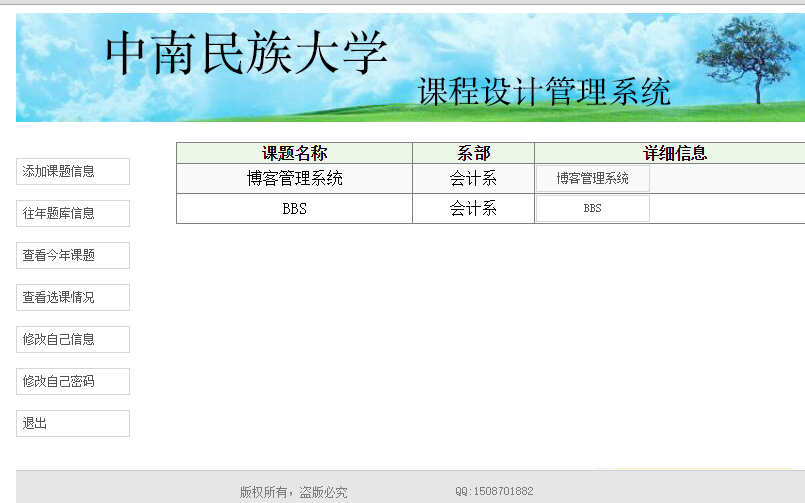 中南民族大学
课程设计管理系统
添加课题信息
往年题库信息
查看今年课题
查看选课情况
修改自己信息
修改自己密码
退出
课题名称 系部 详细信息
博客管理系统 会计系 博客管理系统
BBS 会计系 BBS
版权所有，盗版必究 QQ:1508701882